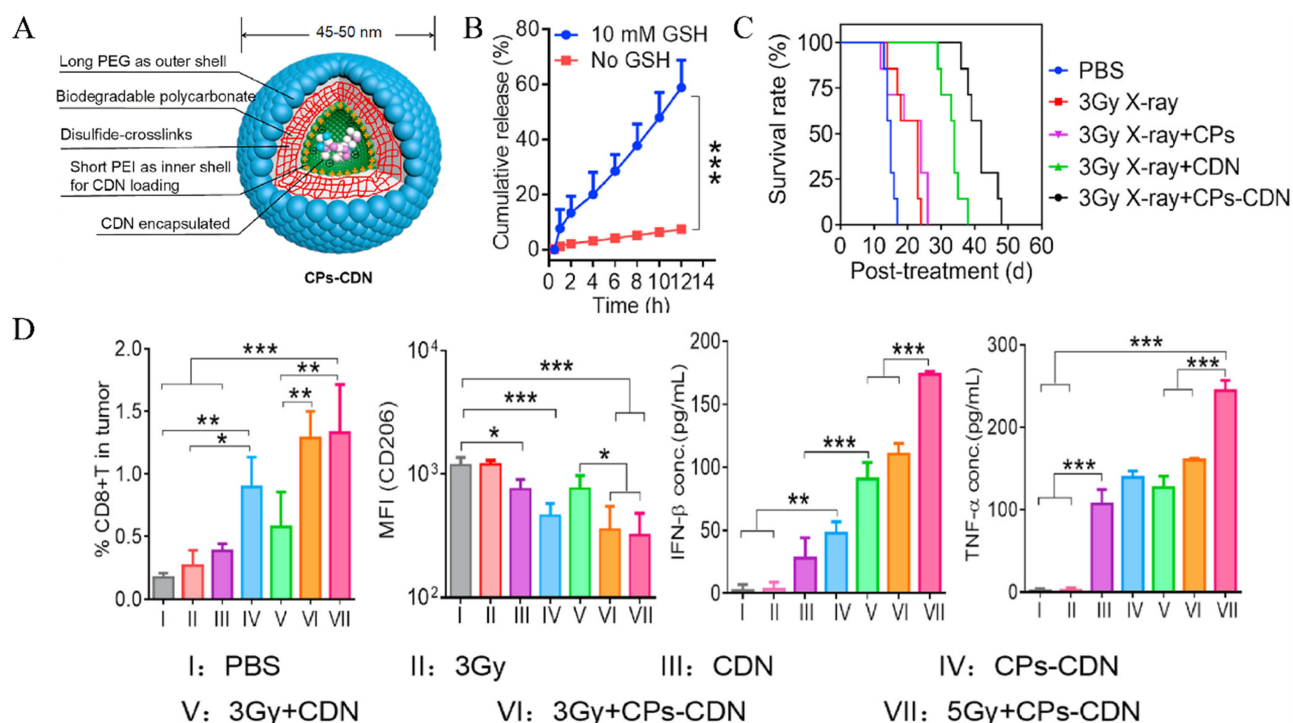 A
45-50 nm
Long PEG as outer shell
Biodegradable polycarbonate
Disulfide-crosslinks
Short PEI as inner shell
for CDN loading
CDN encapsulated
CPs-CDN
B
Cumulative release (%)
80
60
40
20
0
10 mM GSH
No GSH
***
0 2 4 6 8 10 12 14
Time (h)
C
Survival rate (%)
100
75
50
25
0
0 10 20 30 40 50 60
Post-treatment (d)
PBS
3Gy X-ray
3Gy X-ray+CPs
3Gy X-ray+CDN
3Gy X-ray+CPs-CDN
D
% CD8+T in tumor
2.0
1.5
1.0
0.5
0.0
***
**
**
**
*
I II III IV V VI VII
MFI (CD206)
10⁴
10³
10²
***
***
*
*
I II III IV V VI VII
IFN-β conc.(pg/mL)
200
150
100
50
0
***
***
**
I II III IV V VI VII
TNF-α conc.(pg/mL)
300
200
100
0
***
***
***
I II III IV V VI VII
I: PBS II: 3Gy III: CDN IV: CPs-CDN
V: 3Gy+CDN VI: 3Gy+CPs-CDN VII: 5Gy+CPs-CDN